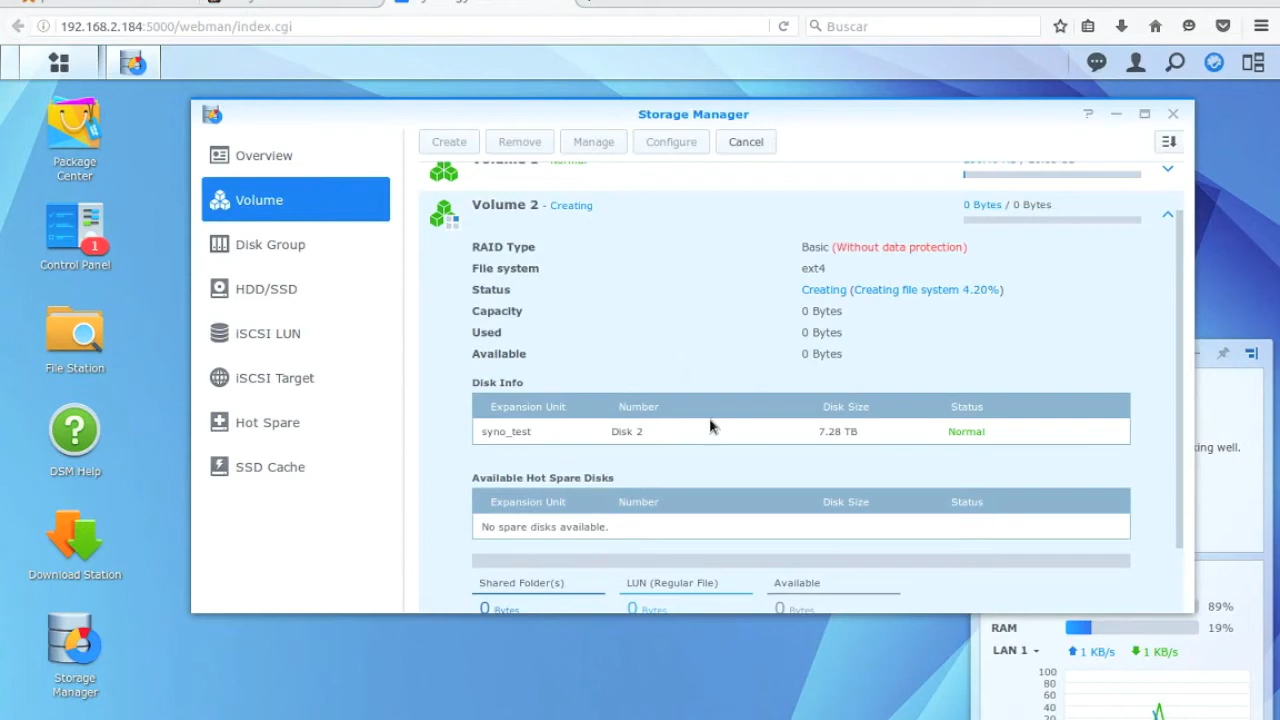 192.168.2.184:5000/webman/index.cgi
Buscar
Storage Manager
Package Center
Control Panel
1
File Station
DSM Help
Download Station
Storage Manager
Overview
Volume
Disk Group
HDD/SSD
iSCSI LUN
iSCSI Target
Hot Spare
SSD Cache
Create Remove Manage Configure Cancel
Volume 2 - Creating 0 Bytes / 0 Bytes
RAID Type Basic (Without data protection)
File system ext4
Status Creating (Creating file system 4.20%)
Capacity 0 Bytes
Used 0 Bytes
Available 0 Bytes
Disk Info
Expansion Unit Number Disk Size Status
syno_test Disk 2 7.28 TB Normal
Available Hot Spare Disks
Expansion Unit Number Disk Size Status
No spare disks available.
Shared Folder(s) LUN (Regular File) Available
0 Bytes 0 Bytes 0 Bytes
king well.
89%
RAM 19%
LAN 1 1 KB/s 1 KB/s
100
80
60
40
20